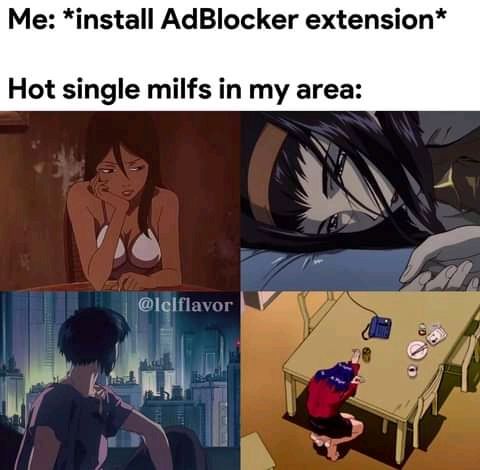 Me: *install AdBlocker extension*
Hot single milfs in my area:
@lclflavor